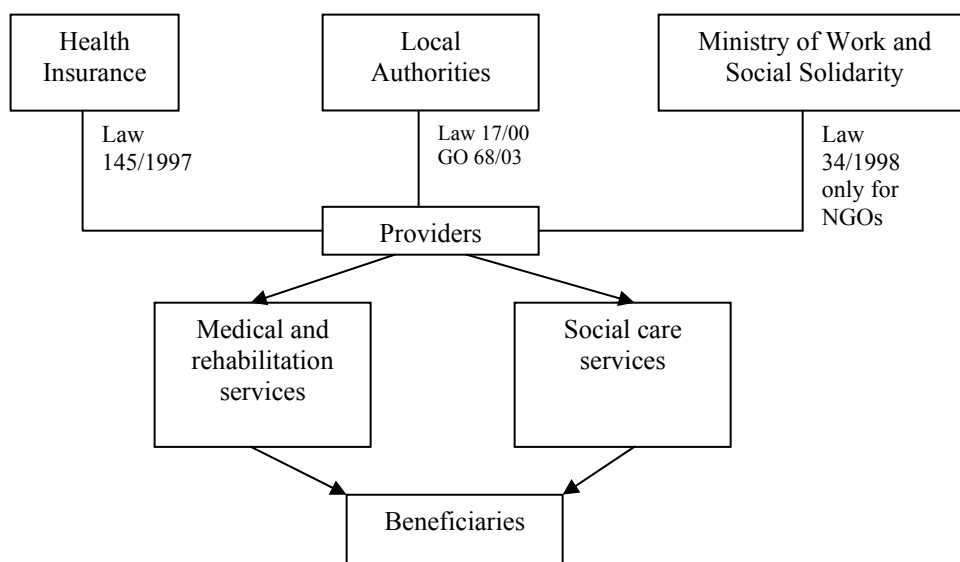 Health
Insurance
Local
Authorities
Ministry of Work and
Social Solidarity
Law
145/1997
Law 17/00
GO 68/03
Law
34/1998
only for
NGOs
Providers
Medical and
rehabilitation
services
Social care
services
Beneficiaries